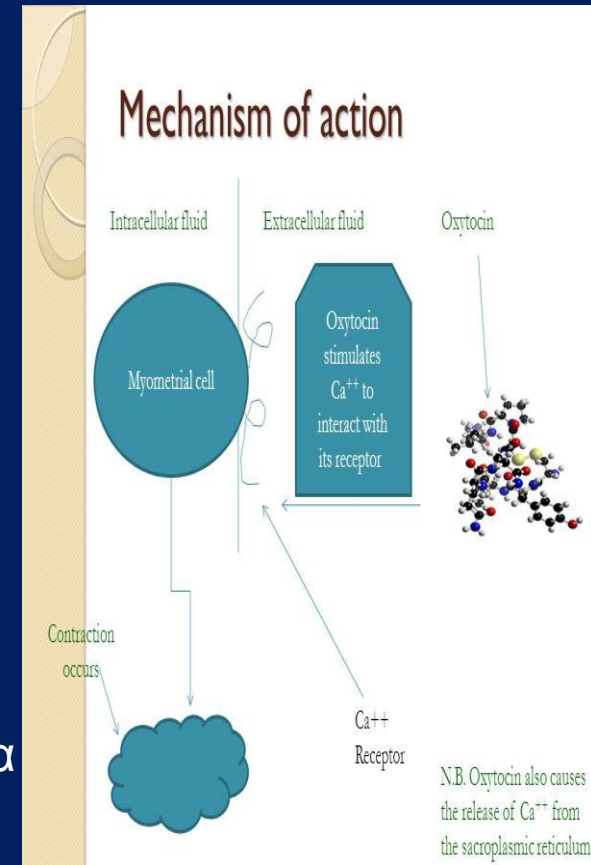 Mechanism of action
Intracellular fluid
Extracellular fluid
Oxytocin
Myometrial cell
Oxytocin
stimulates
Ca++ to
interact with
its receptor
Contraction
occurs
Ca++
Receptor
α
N.B. Oxytocin also causes
the release of Ca++ from
the sacroplasmic reticulum